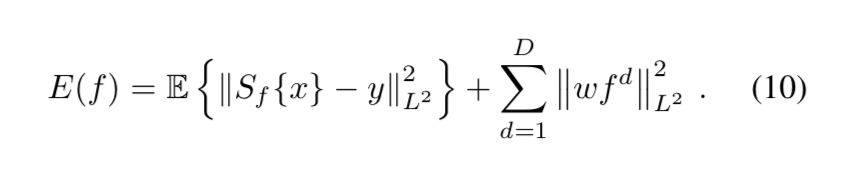 E(f) = 𝔼 { ‖S_f{x} − y‖²_{L²} } + ∑_{d=1}^{D} ‖wf^d‖²_{L²} . (10)